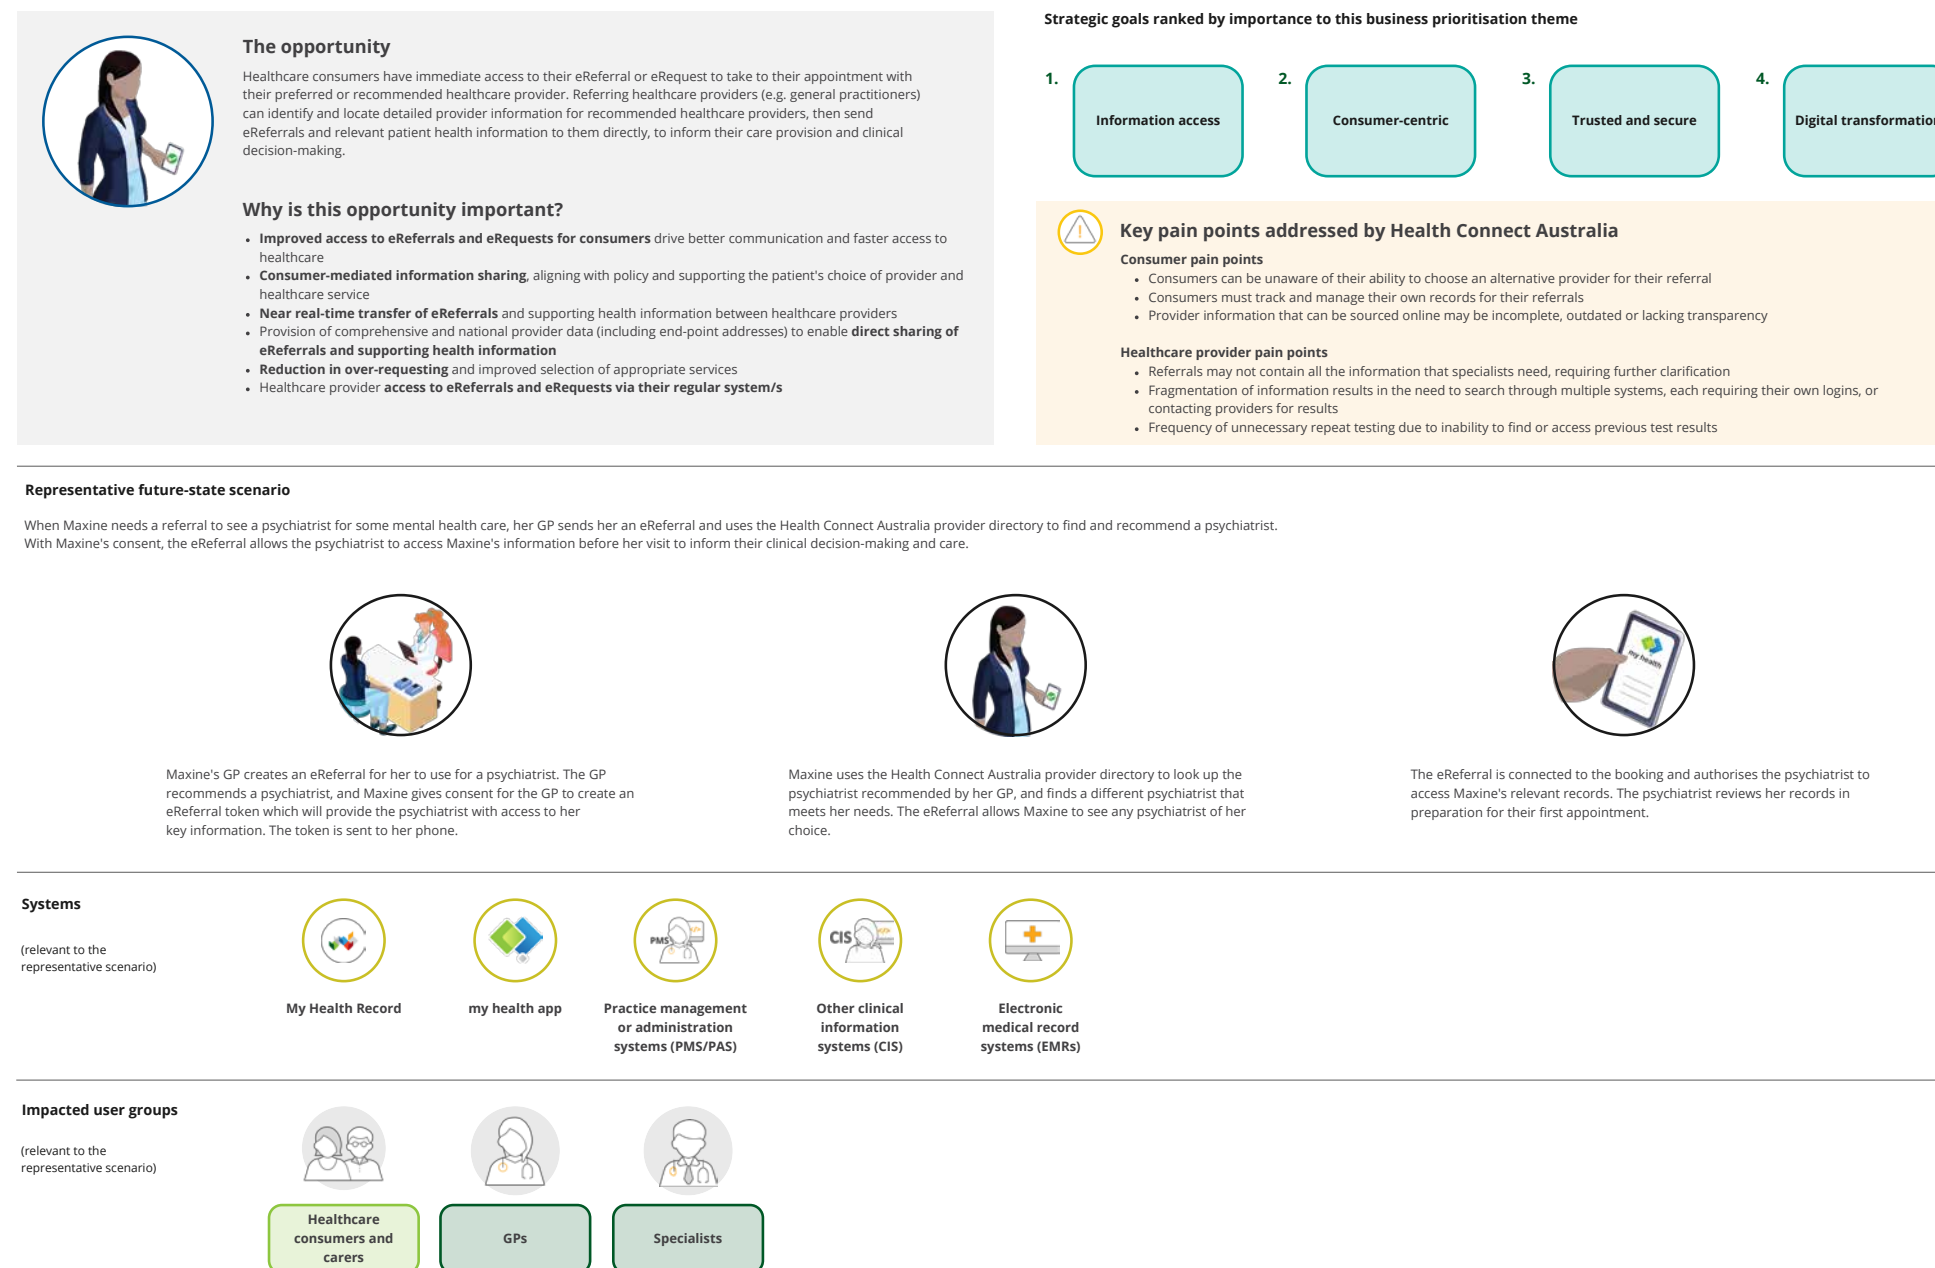 The opportunity
Healthcare consumers have immediate access to their eReferral or eRequest to take to their appointment with
their preferred or recommended healthcare provider. Referring healthcare providers (e.g. general practitioners)
can identify and locate detailed provider information for recommended healthcare providers, then send
eReferrals and relevant patient health information to them directly, to inform their care provision and clinical
decision-making.
Why is this opportunity important?
• Improved access to eReferrals and eRequests for consumers drive better communication and faster access to
healthcare
• Consumer-mediated information sharing, aligning with policy and supporting the patient's choice of provider and
healthcare service
• Near real-time transfer of eReferrals and supporting health information between healthcare providers
• Provision of comprehensive and national provider data (including end-point addresses) to enable direct sharing of
eReferrals and supporting health information
• Reduction in over-requesting and improved selection of appropriate services
• Healthcare provider access to eReferrals and eRequests via their regular system/s
Strategic goals ranked by importance to this business prioritisation theme
1.
Information access
2.
Consumer-centric
3.
Trusted and secure
4.
Digital transformation
Key pain points addressed by Health Connect Australia
Consumer pain points
• Consumers can be unaware of their ability to choose an alternative provider for their referral
• Consumers must track and manage their own records for their referrals
• Provider information that can be sourced online may be incomplete, outdated or lacking transparency
Healthcare provider pain points
• Referrals may not contain all the information that specialists need, requiring further clarification
• Fragmentation of information results in the need to search through multiple systems, each requiring their own logins, or
contacting providers for results
• Frequency of unnecessary repeat testing due to inability to find or access previous test results
Representative future-state scenario
When Maxine needs a referral to see a psychiatrist for some mental health care, her GP sends her an eReferral and uses the Health Connect Australia provider directory to find and recommend a psychiatrist.
With Maxine's consent, the eReferral allows the psychiatrist to access Maxine's information before her visit to inform their clinical decision-making and care.
my health
Maxine's GP creates an eReferral for her to use for a psychiatrist. The GP
recommends a psychiatrist, and Maxine gives consent for the GP to create an
eReferral token which will provide the psychiatrist with access to her
key information. The token is sent to her phone.
Maxine uses the Health Connect Australia provider directory to look up the
psychiatrist recommended by her GP, and finds a different psychiatrist that
meets her needs. The eReferral allows Maxine to see any psychiatrist of her
choice.
The eReferral is connected to the booking and authorises the psychiatrist to
access Maxine's relevant records. The psychiatrist reviews her records in
preparation for their first appointment.
Systems
(relevant to the
representative scenario)
PMS
CIS
My Health Record
my health app
Practice management
or administration
systems (PMS/PAS)
Other clinical
information
systems (CIS)
Electronic
medical record
systems (EMRs)
Impacted user groups
(relevant to the
representative scenario)
Healthcare
consumers and
carers
GPs
Specialists